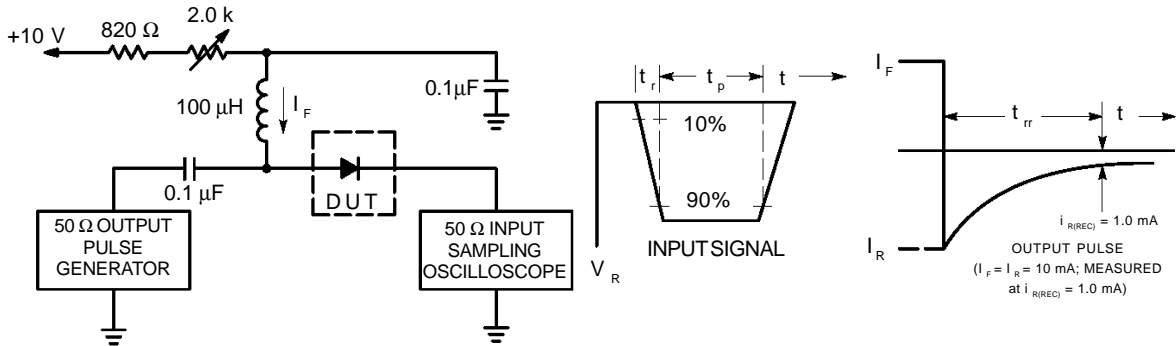 +10 V
820 Ω
2.0 k
100 µH
I F
0.1µF
0.1 µF
DUT
50 Ω OUTPUT
PULSE
GENERATOR
50 Ω INPUT
SAMPLING
OSCILLOSCOPE
t r
t p
t
10%
90%
V R
INPUT SIGNAL
I F
t rr
t
I R
i R(REC) = 1.0 mA
OUTPUT PULSE
(I F = I R = 10 mA; MEASURED
at i R(REC) = 1.0 mA)